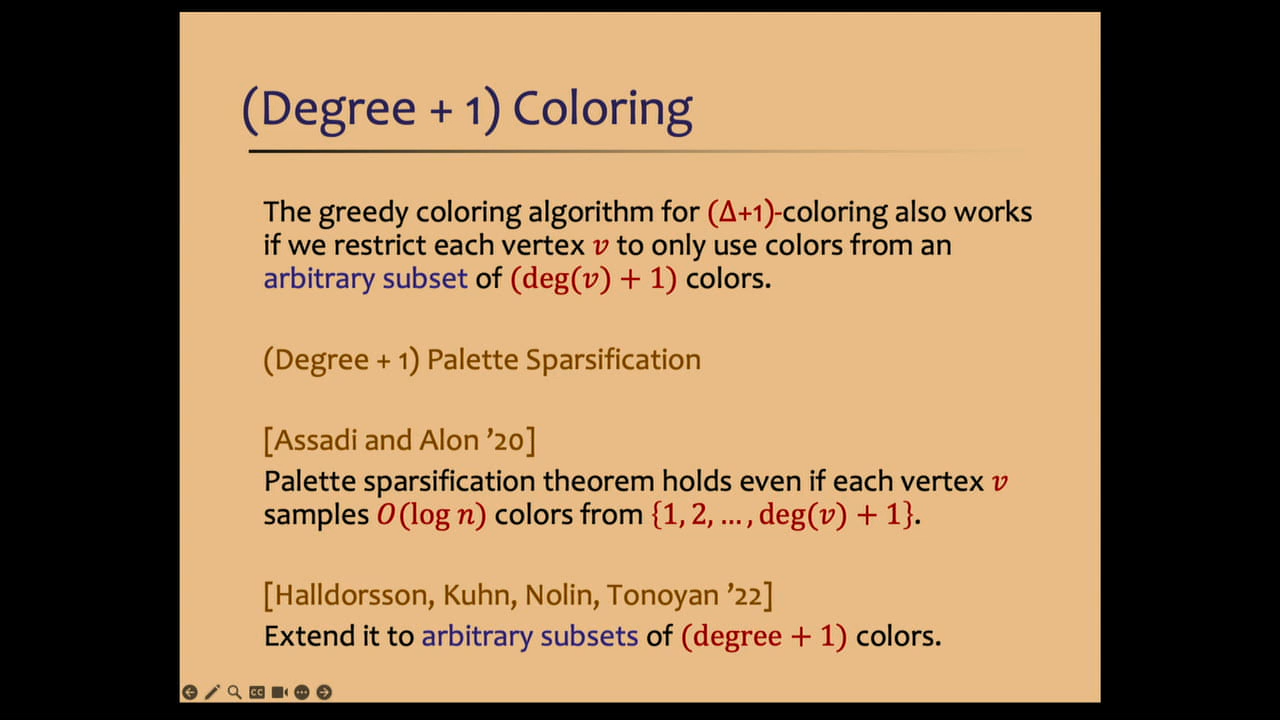 (Degree + 1) Coloring
The greedy coloring algorithm for (Δ+1)-coloring also works
if we restrict each vertex v to only use colors from an
arbitrary subset of (deg(v) + 1) colors.
(Degree + 1) Palette Sparsification
[Assadi and Alon ’20]
Palette sparsification theorem holds even if each vertex v
samples O(log n) colors from {1, 2, … , deg(v) + 1}.
[Halldorsson, Kuhn, Nolin, Tonoyan ’22]
Extend it to arbitrary subsets of (degree + 1) colors.
CC